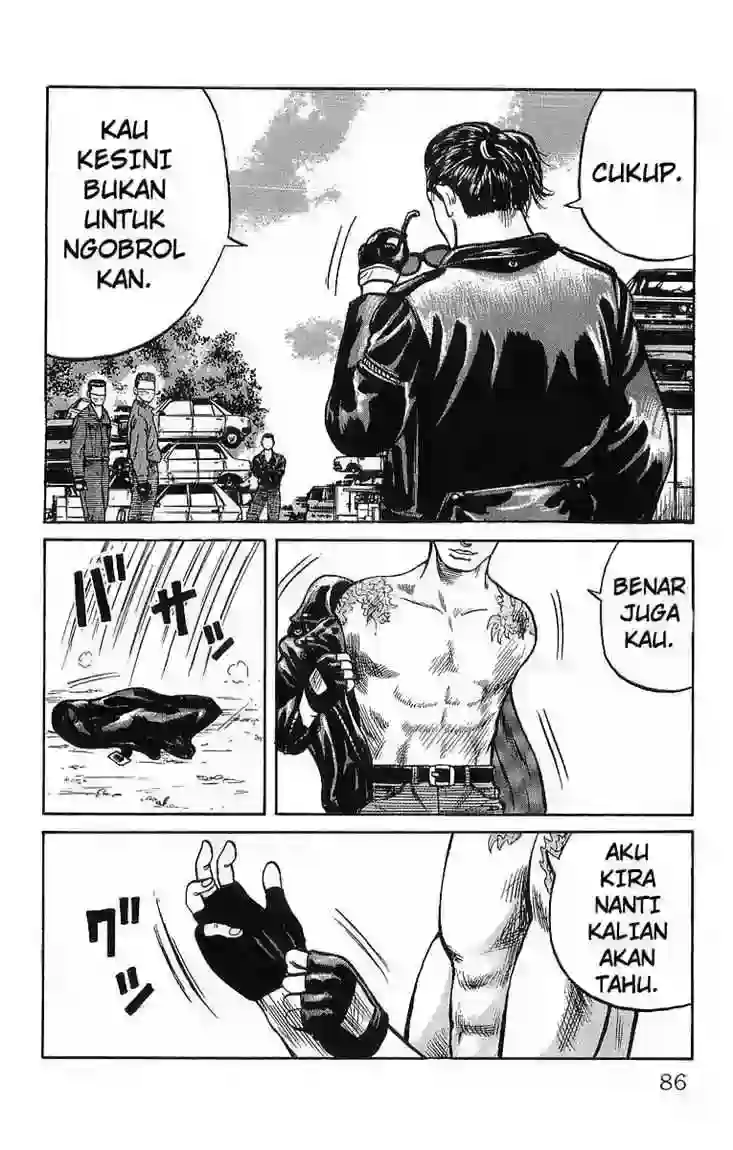 CUKUP.
KAU
KESINI
BUKAN
UNTUK
NGOBROL
KAN.
BENAR
JUGA
KAU.
バサッ
AKU
KIRA
NANTI
KALIAN
AKAN
TAHU.
グッ
86